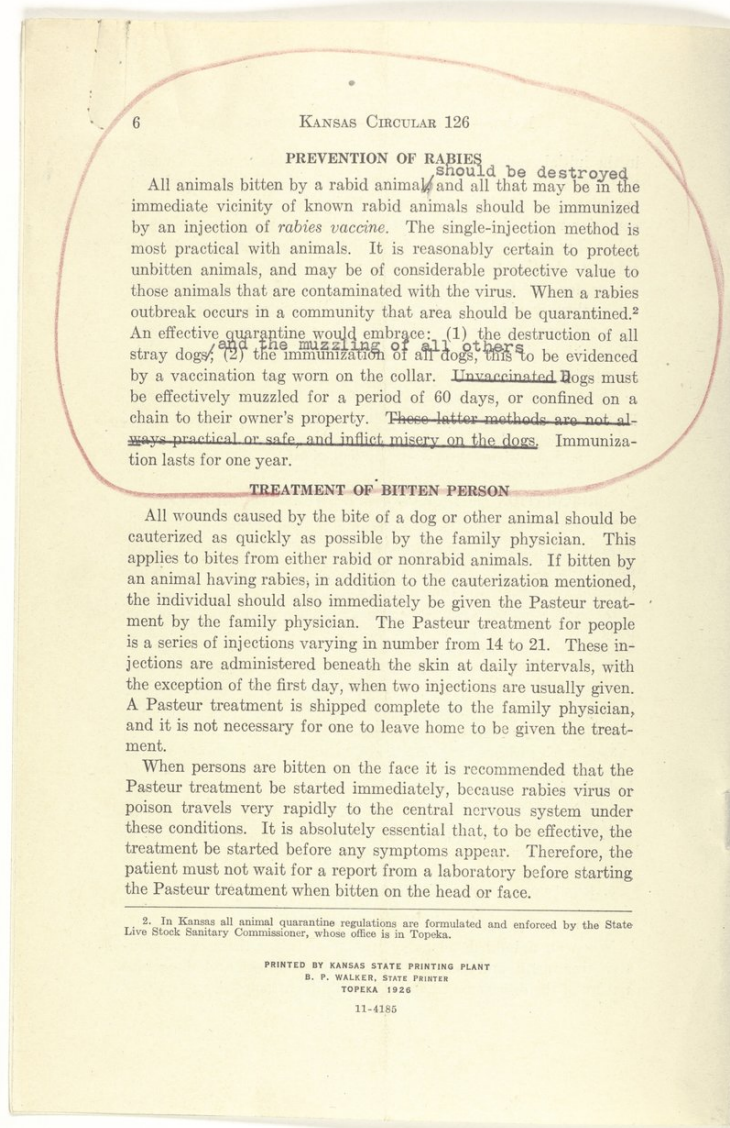 6 KANSAS CIRCULAR 126
PREVENTION OF RABIES
should be destroyed
All animals bitten by a rabid animal/ and all that may be in the
immediate vicinity of known rabid animals should be immunized
by an injection of rabies vaccine. The single-injection method is
most practical with animals. It is reasonably certain to protect
unbitten animals, and may be of considerable protective value to
those animals that are contaminated with the virus. When a rabies
outbreak occurs in a community that area should be quarantined.²
An effective quarantine would embrace: (1) the destruction of all
and the muzzling of all others
stray dogs/; (2) the immunization of all dogs, this to be evidenced
by a vaccination tag worn on the collar. Unvaccinated Dogs must
be effectively muzzled for a period of 60 days, or confined on a
chain to their owner's property. These latter methods are not al-
ways practical or safe, and inflict misery on the dogs. Immuniza-
tion lasts for one year.
TREATMENT OF BITTEN PERSON
All wounds caused by the bite of a dog or other animal should be
cauterized as quickly as possible by the family physician. This
applies to bites from either rabid or nonrabid animals. If bitten by
an animal having rabies, in addition to the cauterization mentioned,
the individual should also immediately be given the Pasteur treat-
ment by the family physician. The Pasteur treatment for people
is a series of injections varying in number from 14 to 21. These in-
jections are administered beneath the skin at daily intervals, with
the exception of the first day, when two injections are usually given.
A Pasteur treatment is shipped complete to the family physician,
and it is not necessary for one to leave home to be given the treat-
ment.
When persons are bitten on the face it is recommended that the
Pasteur treatment be started immediately, because rabies virus or
poison travels very rapidly to the central nervous system under
these conditions. It is absolutely essential that, to be effective, the
treatment be started before any symptoms appear. Therefore, the
patient must not wait for a report from a laboratory before starting
the Pasteur treatment when bitten on the head or face.
2. In Kansas all animal quarantine regulations are formulated and enforced by the State
Live Stock Sanitary Commissioner, whose office is in Topeka.
PRINTED BY KANSAS STATE PRINTING PLANT
B. P. WALKER, STATE PRINTER
TOPEKA 1926
11-4185